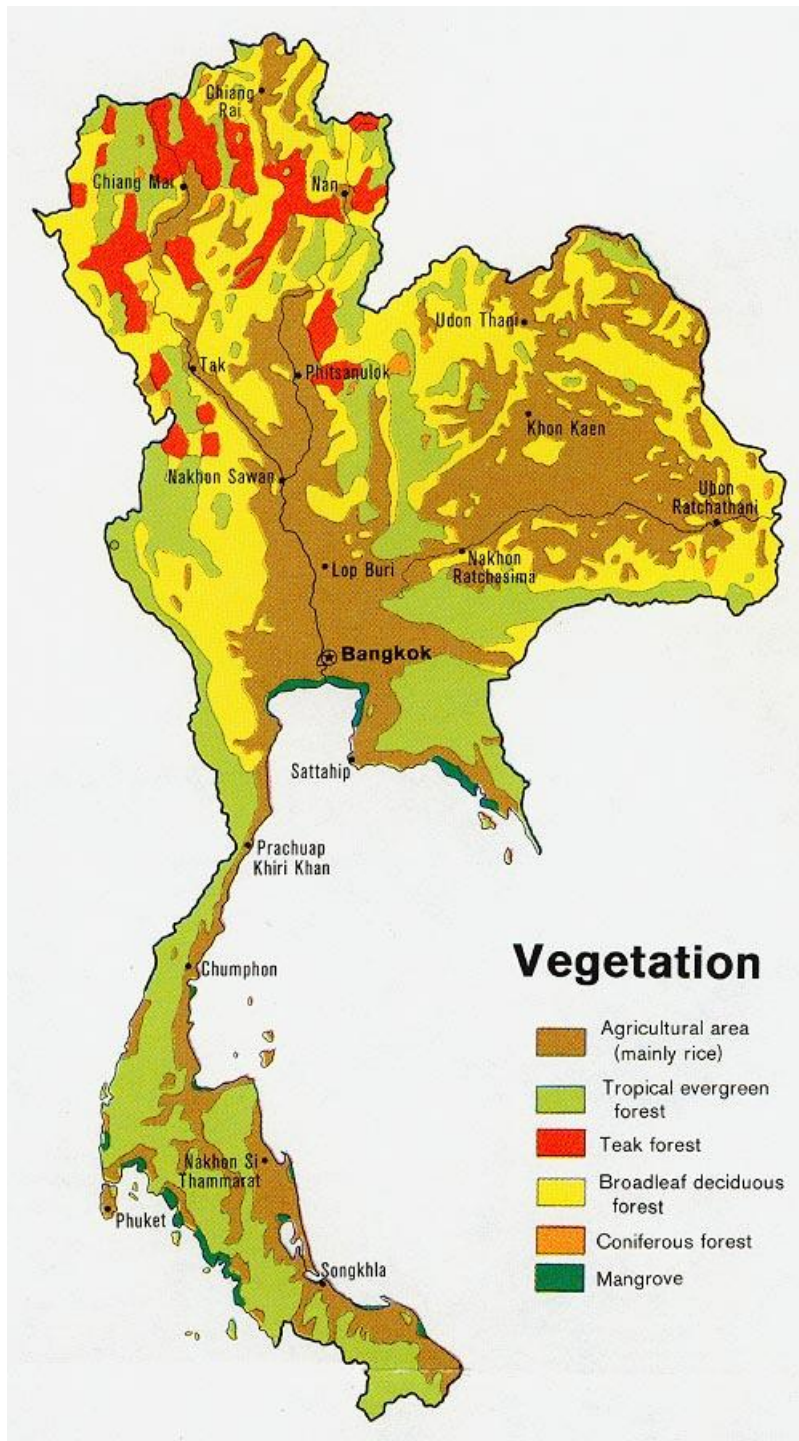 Chiang
Rai
Chiang Mai
Nan
Udon Thani
Tak
Phitsanulok
Khon Kaen
Nakhon Sawan
Ubon
Ratchathani
Lop Buri
Nakhon
Ratchasima
Bangkok
Sattahip
Prachuap
Khiri Khan
Chumphon
Nakhon Si
Thammarat
Phuket
Songkhla
Vegetation
Agricultural area
(mainly rice)
Tropical evergreen
forest
Teak forest
Broadleaf deciduous
forest
Coniferous forest
Mangrove